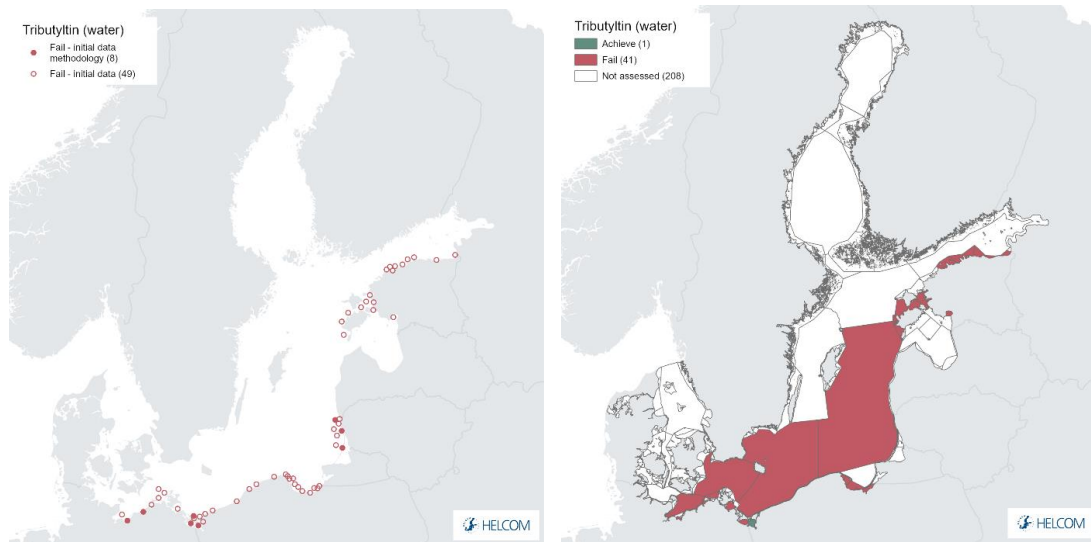 Tributyltin (water)
Fail - initial data
methodology (8)
Fail - initial data (49)
HELCOM
Tributyltin (water)
Achieve (1)
Fail (41)
Not assessed (208)
HELCOM